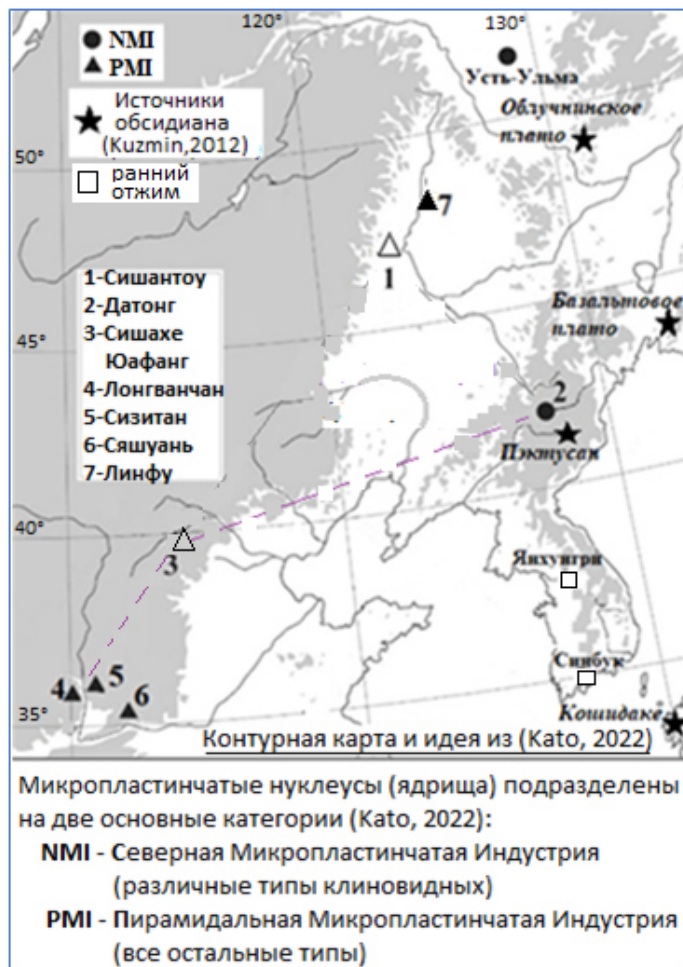 120°
130°
● NMI
▲ PMI
Усть-Ульма
Источники
обсидиана
(Kuzmin,2012)
Облучнинское
плато
ранний
отжим
50°
7
1
1-Сишантоу
2-Датонг
3-Сишахе
Юафанг
4-Лонгванчан
5-Сизитан
6-Сяшуань
7-Линфу
Базальтовое
плато
45°
2
Пэктусан
40°
3
Янхунгри
4
5
6
Синбук
35°
Кошидакё
Контурная карта и идея из (Kato, 2022)
Микропластинчатые нуклеусы (ядрища) подразделены
на две основные категории (Kato, 2022):
NMI - Северная Микропластинчатая Индустрия
(различные типы клиновидных)
PMI - Пирамидальная Микропластинчатая Индустрия
(все остальные типы)